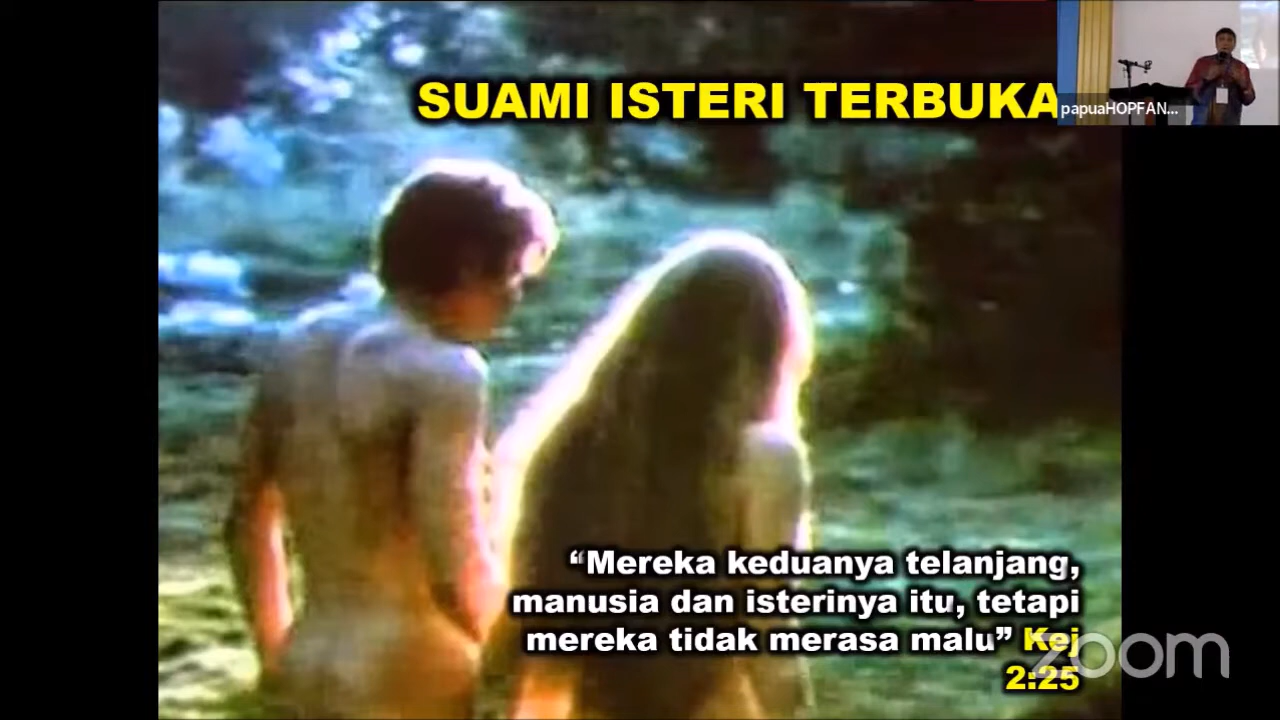 SUAMI ISTERI TERBUKA
papuaHOPFAN...
“Mereka keduanya telanjang,
manusia dan isterinya itu, tetapi
mereka tidak merasa malu” Kej
2:25
zoom